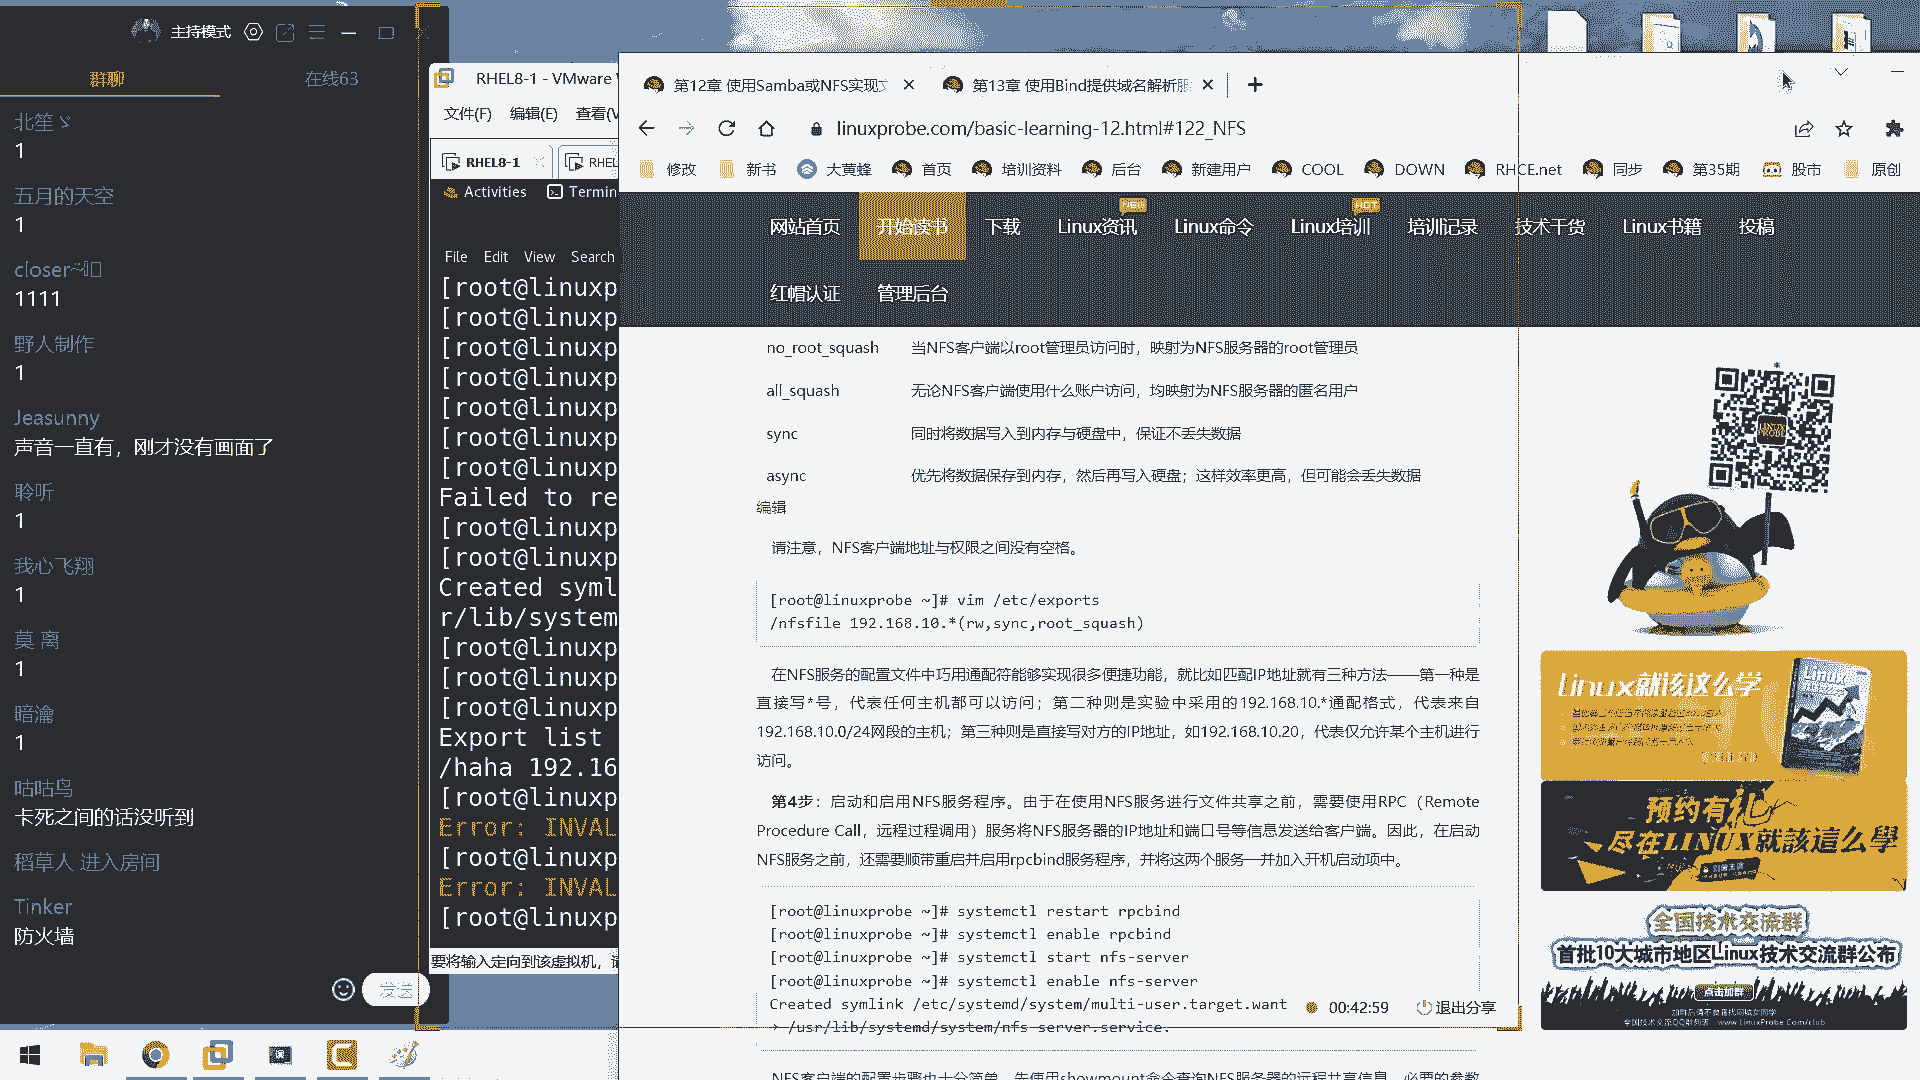 主持模式
群聊
在线63
北笙ゞ
1
五月的天空
1
closer
1111
野人制作
1
Jeasunny
声音一直有，刚才没有画面了
聆听
1
我心飞翔
1
莫 离
1
暗瀹
1
咕咕鸟
卡死之间的话没听到
稻草人 进入房间
Tinker
防火墙
发送
RHEL8-1 - VMware
文件(F) 编辑(E) 查看(V
RHEL8-1
RHEL
Activities
Termin
File Edit View Search
[root@linuxp
[root@linuxp
[root@linuxp
[root@linuxp
[root@linuxp
[root@linuxp
[root@linuxp
Failed to re
[root@linuxp
[root@linuxp
Created syml
r/lib/system
[root@linuxp
[root@linuxp
[root@linuxp
Export list
/haha 192.16
[root@linuxp
Error: INVAL
[root@linuxp
Error: INVAL
[root@linuxp
要将输入定向到该虚拟机，
第12章 使用Samba或NFS实现文
第13章 使用Bind提供域名解析服
linuxprobe.com/basic-learning-12.html#122_NFS
修改 新书 大黄蜂 首页 培训资料 后台 新建用户 COOL DOWN RHCE.net 同步 第35期 股市 原创
网站首页 开始读书 下载 Linux资讯 NEW Linux命令 Linux培训 HOT 培训记录 技术干货 Linux书籍 投稿
红帽认证 管理后台
no_root_squash 当NFS客户端以root管理员访问时，映射为NFS服务器的root管理员
all_squash 无论NFS客户端使用什么账户访问，均映射为NFS服务器的匿名用户
sync 同时将数据写入到内存与硬盘中，保证不丢失数据
async 优先将数据保存到内存，然后再写入硬盘；这样效率更高，但可能会丢失数据
编辑
请注意，NFS客户端地址与权限之间没有空格。
[root@linuxprobe ~]# vim /etc/exports
/nfsfile 192.168.10.*(rw,sync,root_squash)
在NFS服务的配置文件中巧用通配符能够实现很多便捷功能，就比如匹配IP地址就有三种方法——第一种是
直接写*号，代表任何主机都可以访问；第二种则是实验中采用的192.168.10.*通配格式，代表来自
192.168.10.0/24网段的主机；第三种则是直接写对方的IP地址，如192.168.10.20，代表仅允许某个主机进行
访问。
第4步：启动和启用NFS服务程序。由于在使用NFS服务进行文件共享之前，需要使用RPC（Remote
Procedure Call，远程过程调用）服务将NFS服务器的IP地址和端口号等信息发送给客户端。因此，在启动
NFS服务之前，还需要顺带重启并启用rpcbind服务程序，并将这两个服务一并加入开机启动项中。
[root@linuxprobe ~]# systemctl restart rpcbind
[root@linuxprobe ~]# systemctl enable rpcbind
[root@linuxprobe ~]# systemctl start nfs-server
[root@linuxprobe ~]# systemctl enable nfs-server
Created symlink /etc/systemd/system/multi-user.target.want
→ /usr/lib/systemd/system/nfs-server.service.
00:42:59 退出分享
NFS客户端的配置步骤也十分简单，先使用showmount命令查询NFS服务器的远程共享信息，必要的参数
Linux就该这么学
预约有礼
尽在LINUX就該這么學
全国技术交流群
首批10大城市地区Linux技术交流群公布
点击加群
www.LinuxProbe.Com/club